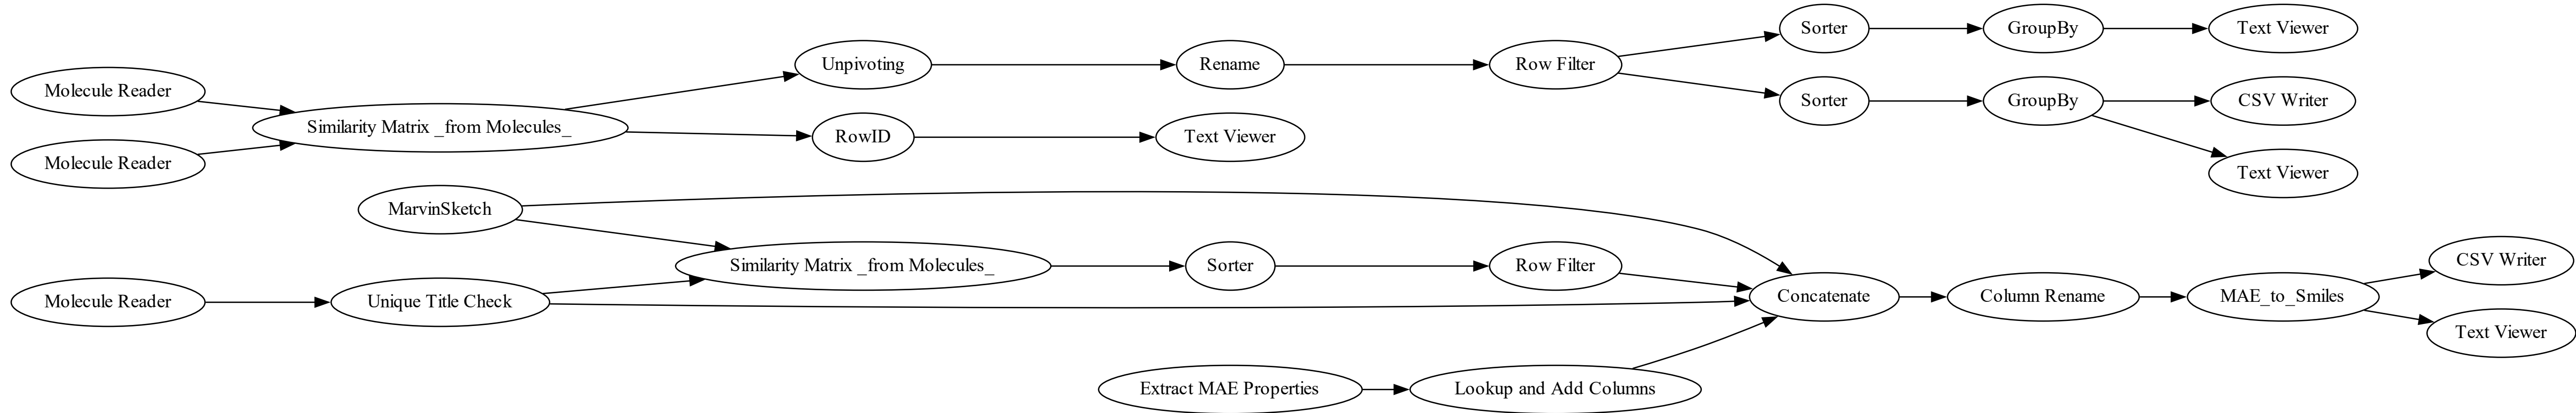 Sorter
GroupBy
Text Viewer
Unpivoting
Rename
Row Filter
Molecule Reader
Sorter
GroupBy
CSV Writer
Similarity Matrix _from Molecules_
RowID
Text Viewer
Molecule Reader
Text Viewer
MarvinSketch
Similarity Matrix _from Molecules_
Sorter
Row Filter
CSV Writer
Molecule Reader
Unique Title Check
Concatenate
Column Rename
MAE_to_Smiles
Text Viewer
Extract MAE Properties
Lookup and Add Columns